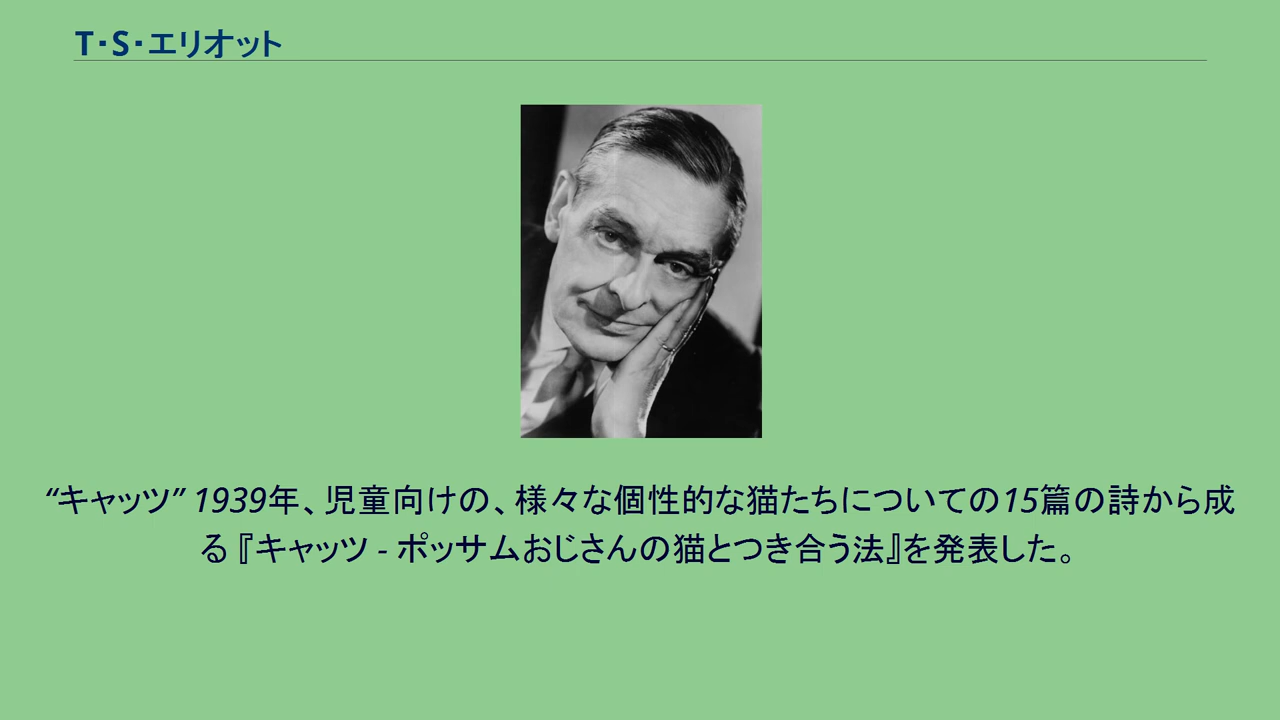 T・S・エリオット
“キャッツ” 1939年、児童向けの、様々な個性的な猫たちについての15篇の詩から成
る『キャッツ - ポッサムおじさんの猫とつき合う法』を発表した。